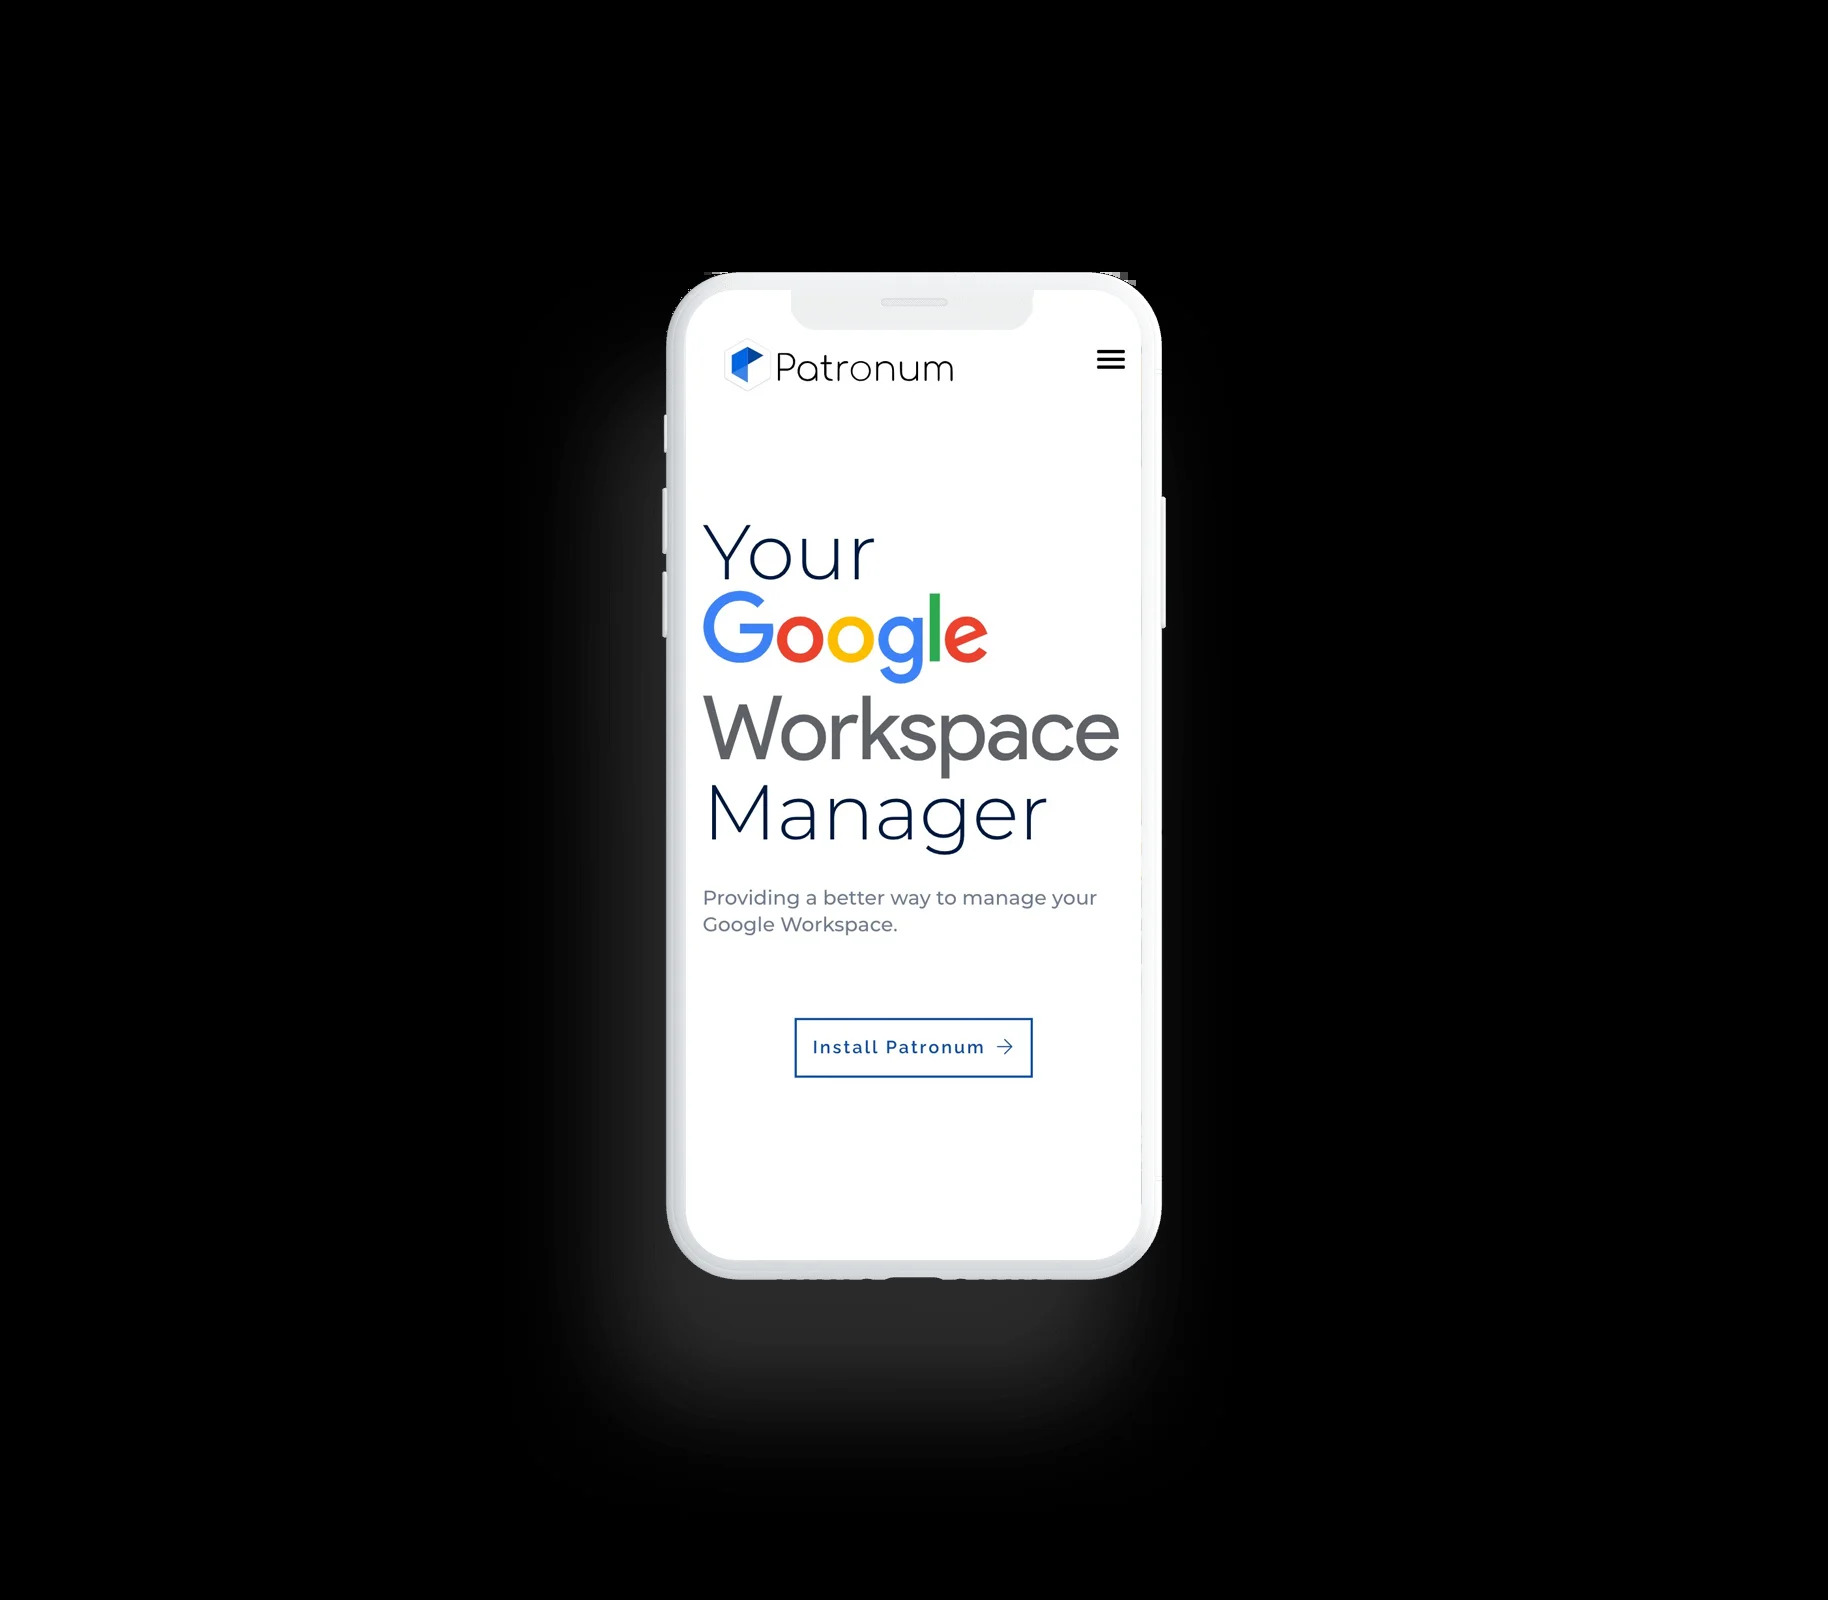 Patronum
Your
Google
Workspace
Manager
Providing a better way to manage your
Google Workspace.
Install Patronum →